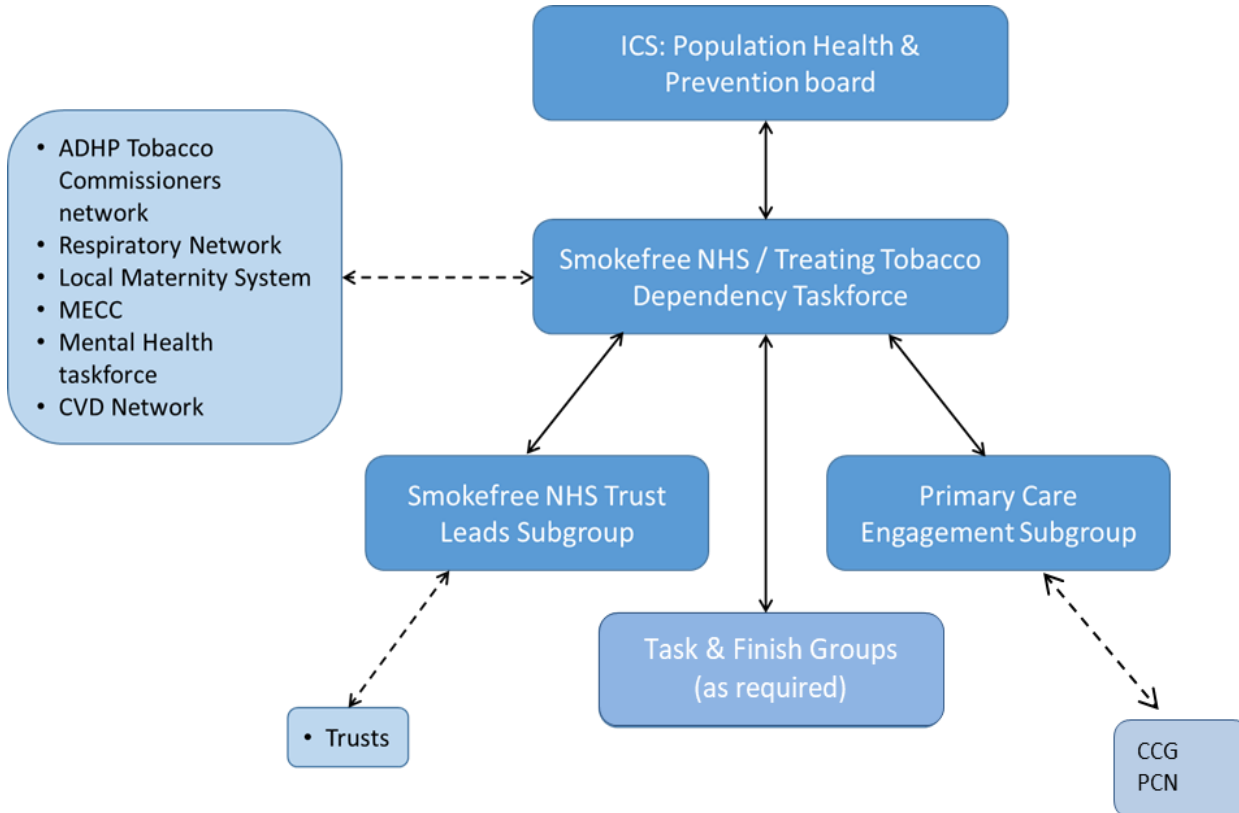 ICS: Population Health &
Prevention board
• ADHP Tobacco
Commissioners
network
• Respiratory Network
• Local Maternity System
• MECC
• Mental Health
taskforce
• CVD Network
Smokefree NHS / Treating Tobacco
Dependency Taskforce
Smokefree NHS Trust
Leads Subgroup
Primary Care
Engagement Subgroup
Task & Finish Groups
(as required)
• Trusts
CCG
PCN